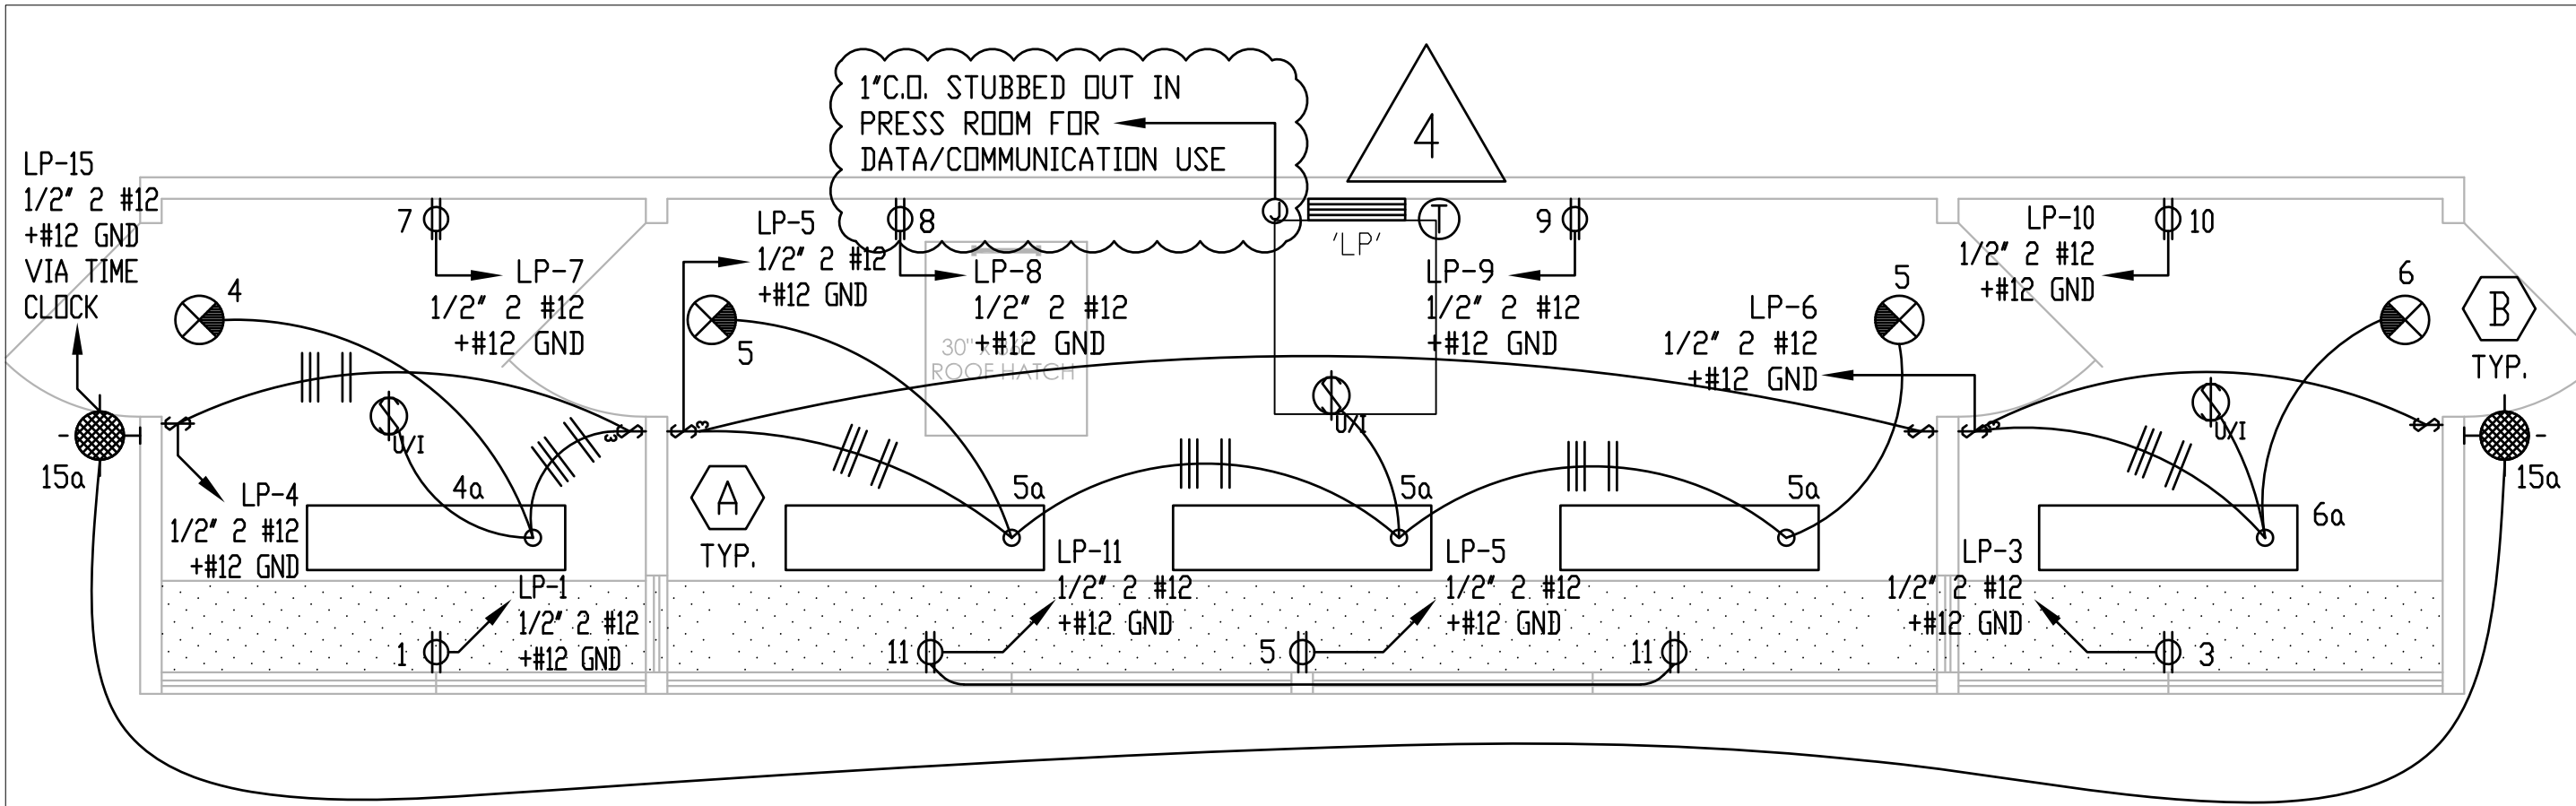 1"C.O. STUBBED OUT IN
PRESS ROOM FOR
DATA/COMMUNICATION USE
4
LP-15
1/2" 2 #12
+#12 GND
VIA TIME
CLOCK
7
LP-7
1/2" 2 #12
+#12 GND
LP-5
1/2" 2 #12
+#12 GND
8
LP-8
1/2" 2 #12
+#12 GND
30" X 36"
ROOF HATCH
J
'LP'
T
9
LP-9
1/2" 2 #12
+#12 GND
LP-10
1/2" 2 #12
+#12 GND
10
LP-6
1/2" 2 #12
+#12 GND
4
5
5
6
B
TYP.
15a
U/I
3
3
U/I
3
U/I
15a
LP-4
1/2" 2 #12
+#12 GND
4a
A
TYP.
5a
5a
5a
6a
LP-1
1/2" 2 #12
+#12 GND
1
LP-11
1/2" 2 #12
+#12 GND
11
LP-5
1/2" 2 #12
+#12 GND
5
11
LP-3
1/2" 2 #12
+#12 GND
3